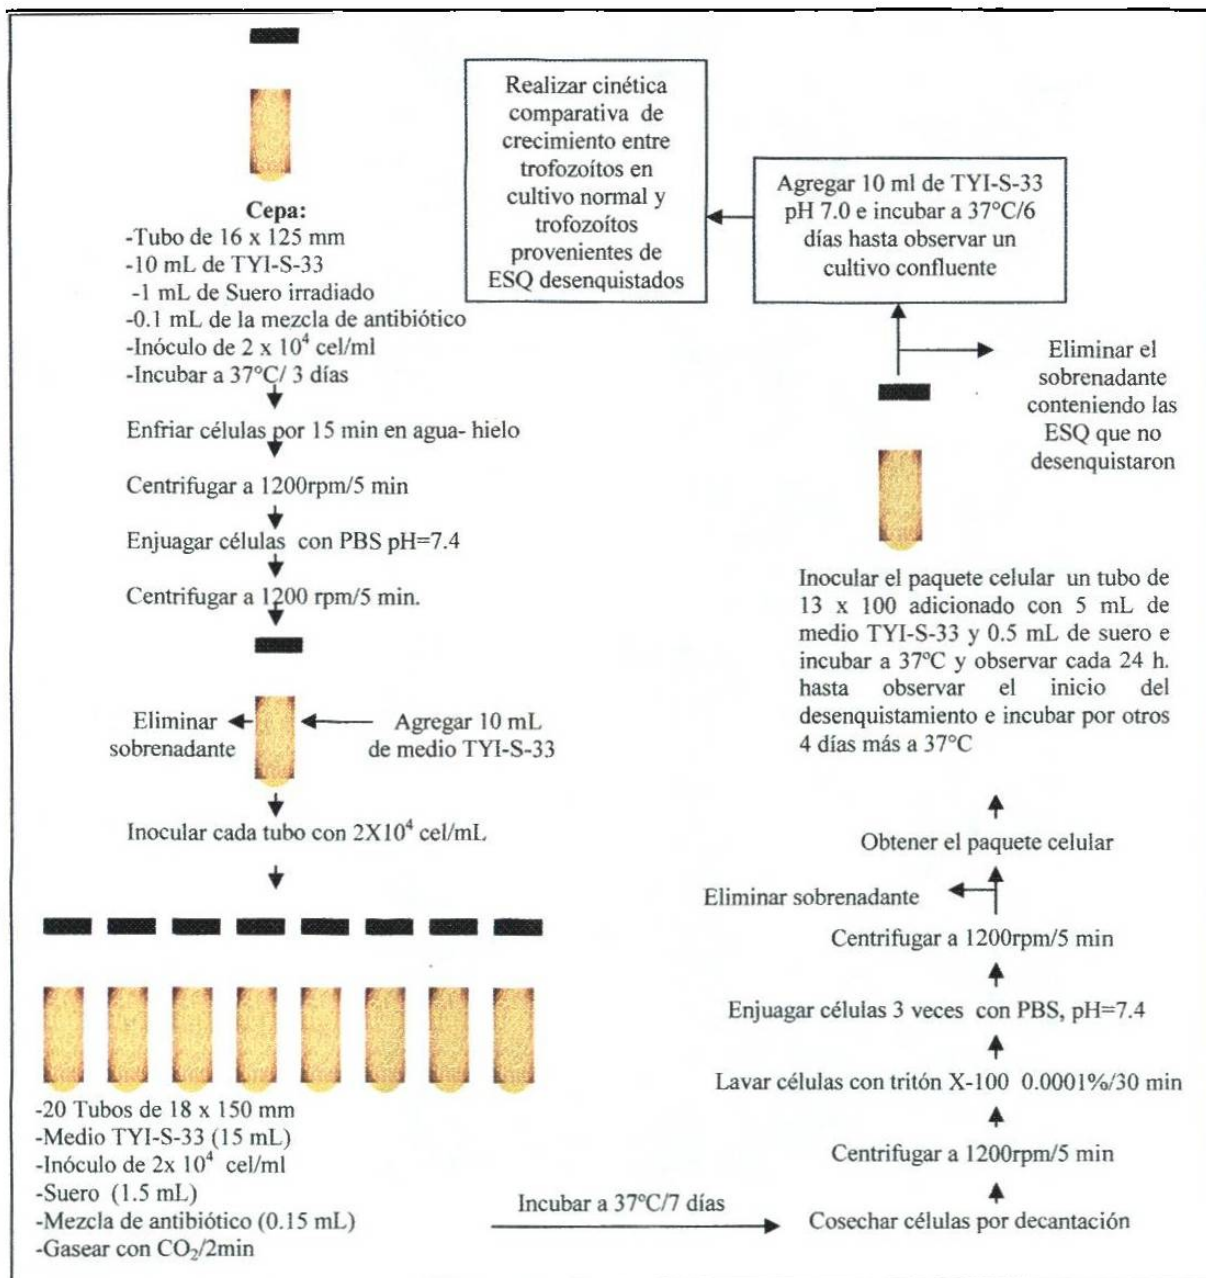 Cepa:
-Tubo de 16 x 125 mm
-10 mL de TYI-S-33
-1 mL de Suero irradiado
-0.1 mL de la mezcla de antibiótico
-Inóculo de 2 x 10⁴ cel/ml
-Incubar a 37°C/ 3 días
Enfriar células por 15 min en agua- hielo
Centrifugar a 1200rpm/5 min
Enjuagar células con PBS pH=7.4
Centrifugar a 1200 rpm/5 min.
Eliminar
sobrenadante
Agregar 10 mL
de medio TYI-S-33
Inocular cada tubo con 2X10⁴ cel/mL
-20 Tubos de 18 x 150 mm
-Medio TYI-S-33 (15 mL)
-Inóculo de 2x 10⁴ cel/ml
-Suero (1.5 mL)
-Mezcla de antibiótico (0.15 mL)
-Gasear con CO₂/2min
Incubar a 37°C/7 días
Cosechar células por decantación
Centrifugar a 1200rpm/5 min
Lavar células con tritón X-100 0.0001%/30 min
Enjuagar células 3 veces con PBS, pH=7.4
Centrifugar a 1200rpm/5 min
Eliminar sobrenadante
Obtener el paquete celular
Inocular el paquete celular un tubo de
13 x 100 adicionado con 5 mL de
medio TYI-S-33 y 0.5 mL de suero e
incubar a 37°C y observar cada 24 h.
hasta observar el inicio del
desenquistamiento e incubar por otros
4 días más a 37°C
Eliminar el
sobrenadante
conteniendo las
ESQ que no
desenquistaron
Agregar 10 ml de TYI-S-33
pH 7.0 e incubar a 37°C/6
días hasta observar un
cultivo confluente
Realizar cinética
comparativa de
crecimiento entre
trofozoítos en
cultivo normal y
trofozoítos
provenientes de
ESQ desenquistados